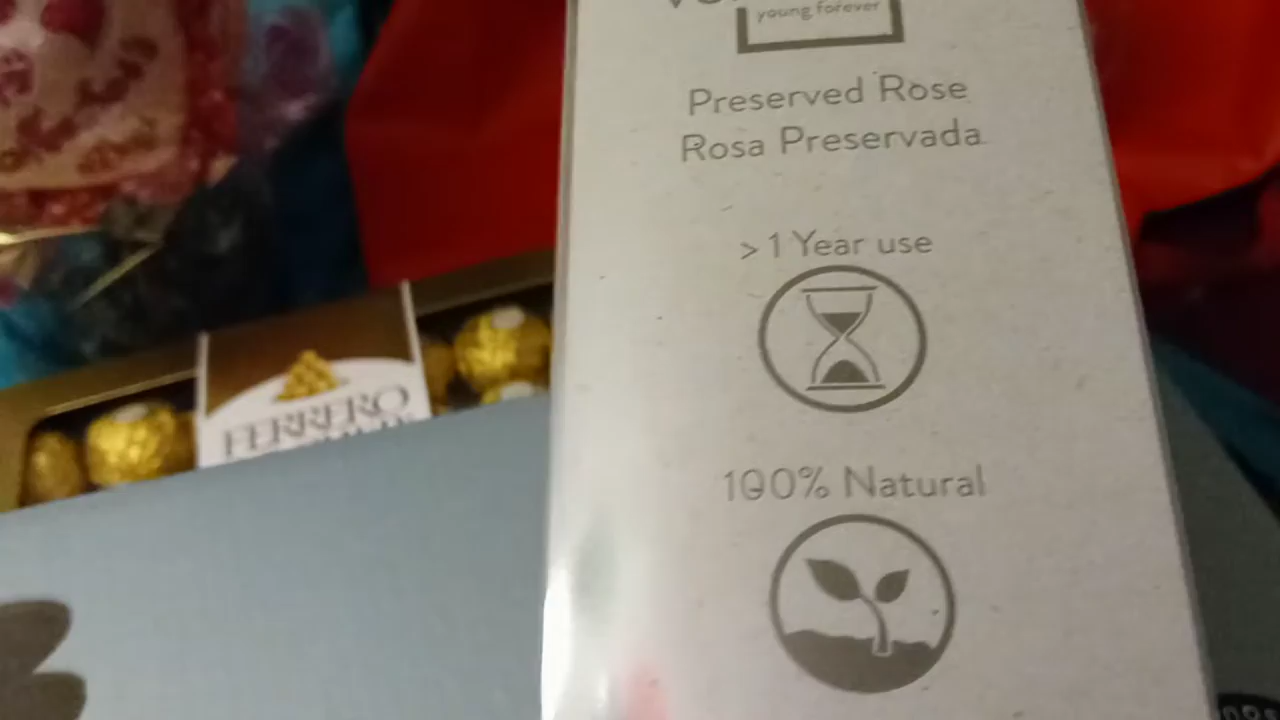 young forever
Preserved Rose
Rosa Preservada
> 1 Year use
100% Natural
FERRERO